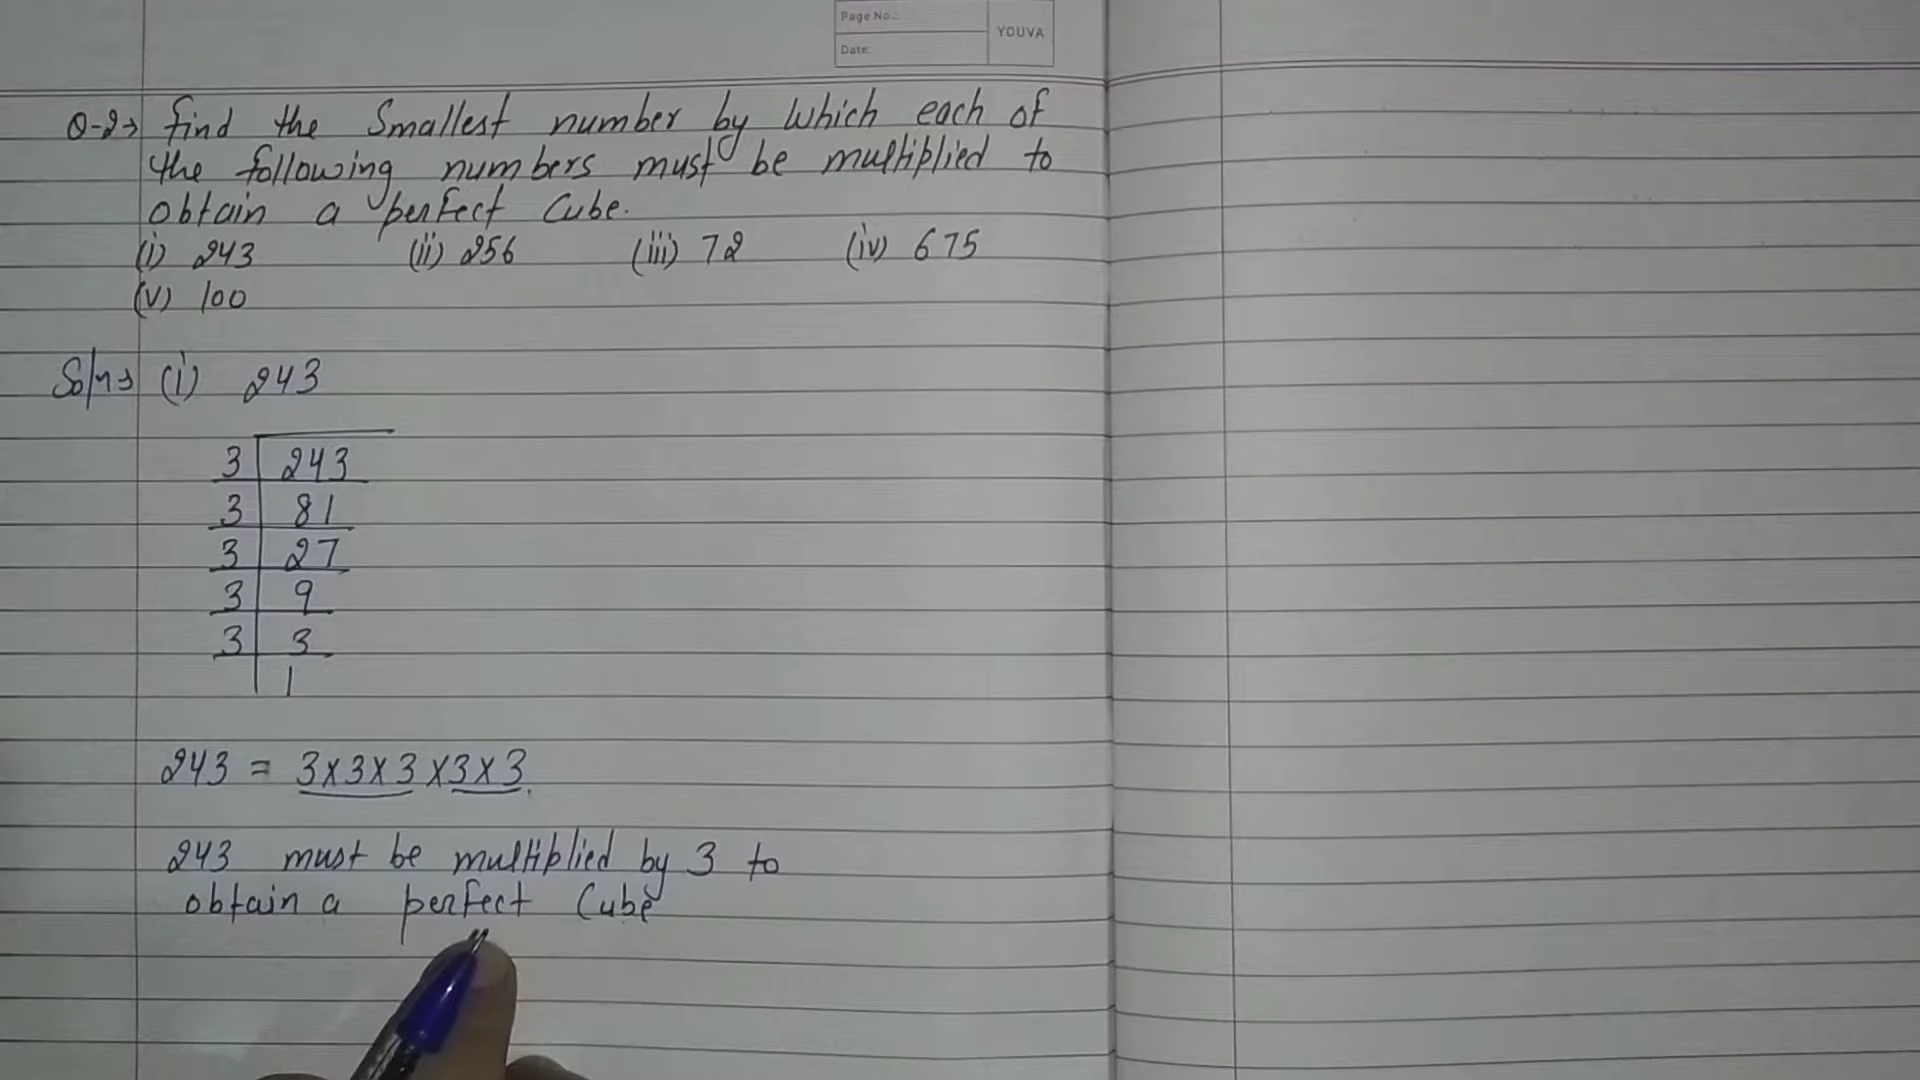 Page No.:
Date:
YOUVA
Q-2→ find the Smallest number by which each of
the following numbers must be multiplied to
obtain a perfect Cube.
(i) 243 (ii) 256 (iii) 72 (iv) 675
(v) 100
Soln→ (i) 243
3 243
3 81
3 27
3 9
3 3
1
243 = 3×3×3×3×3.
243 must be multiplied by 3 to
obtain a perfect Cube